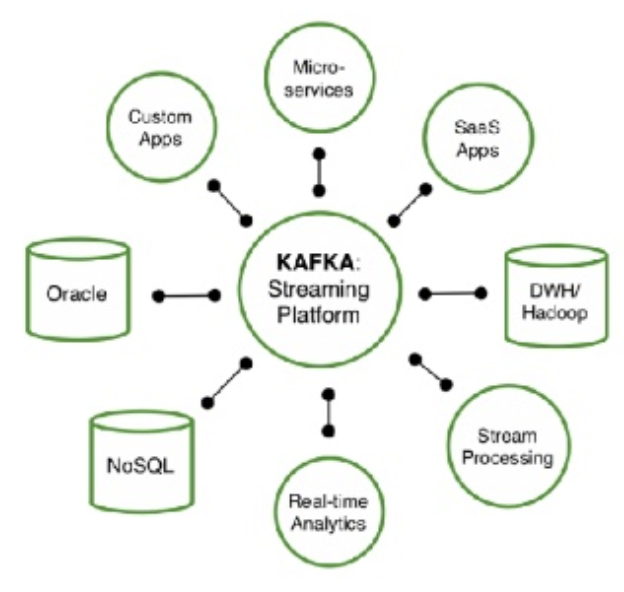 Micro-
services
Custom
Apps
SaaS
Apps
KAFKA:
Streaming
Platform
Oracle
DWH/
Hadoop
NoSQL
Stream
Processing
Real-time
Analytics